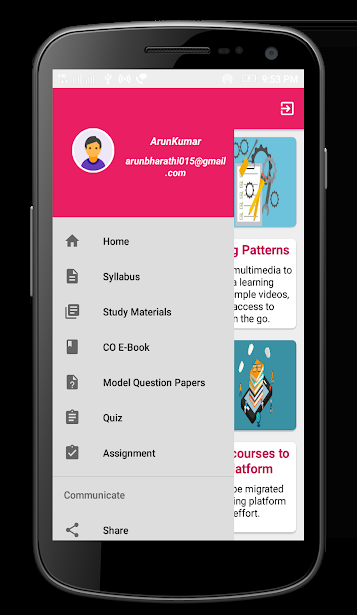 9:53 PM
ArunKumar
arunbharathi015@gmail
.com
Home
Syllabus
Study Materials
CO E-Book
Model Question Papers
Quiz
Assignment
Communicate
Share
g Patterns
multimedia to
a learning
mple videos,
access to
n the go.
courses to
latform
be migrated
ing platform
effort.